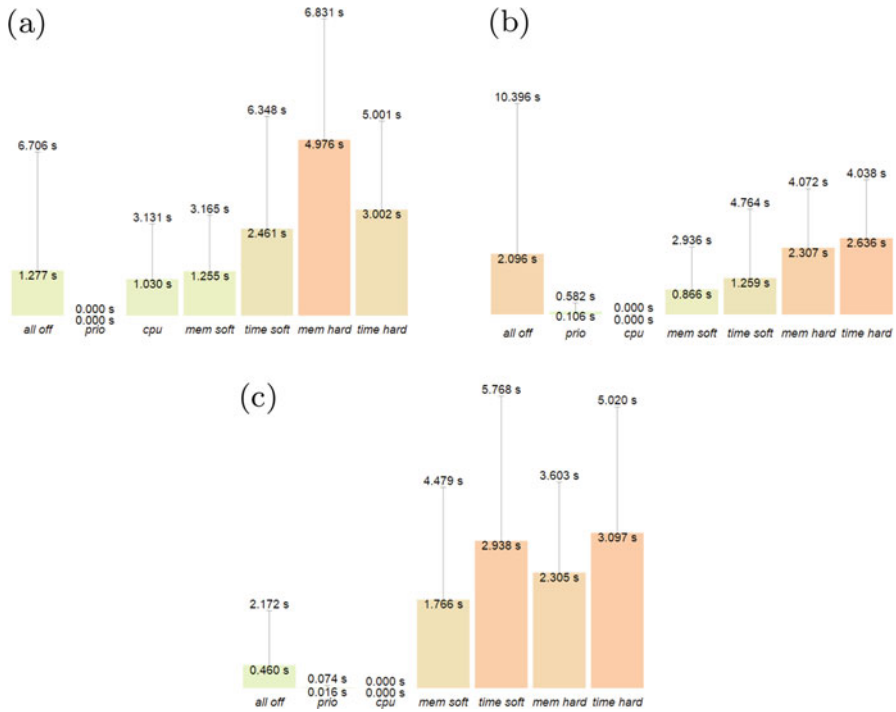 (a)
6.831 s
6.706 s
6.348 s
5.001 s
4.976 s
3.131 s
3.165 s
3.002 s
2.461 s
1.277 s
1.030 s
1.255 s
0.000 s
0.000 s
all off prio cpu mem soft time soft mem hard time hard
(b)
10.396 s
4.764 s
4.072 s
4.038 s
2.936 s
2.096 s
2.307 s
2.636 s
0.582 s
0.106 s
0.000 s
0.000 s
0.866 s
1.259 s
all off prio cpu mem soft time soft mem hard time hard
(c)
5.768 s
5.020 s
4.479 s
3.603 s
2.938 s
3.097 s
2.172 s
2.305 s
1.766 s
0.460 s
0.074 s
0.016 s
0.000 s
0.000 s
all off prio cpu mem soft time soft mem hard time hard